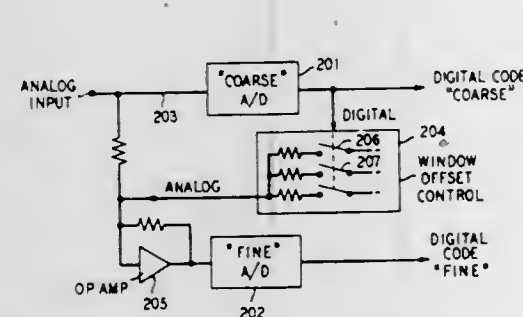 ANALOG
INPUT
203
"COARSE"
A/D
201
DIGITAL CODE
"COARSE"
DIGITAL
206
207
204
WINDOW
OFFSET
CONTROL
ANALOG
OP AMP
205
"FINE"
A/D
202
DIGITAL
CODE
"FINE"